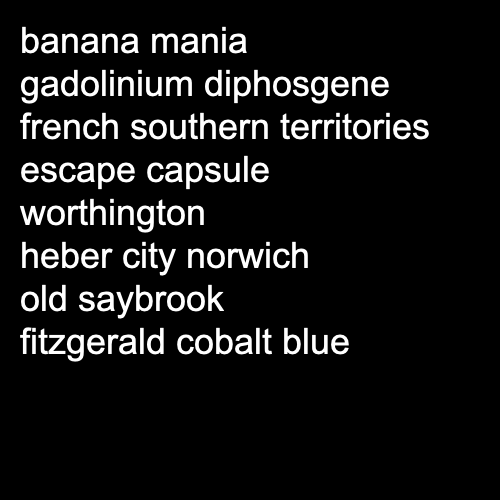 banana mania
gadolinium diphosgene
french southern territories
escape capsule
worthington
heber city norwich
old saybrook
fitzgerald cobalt blue